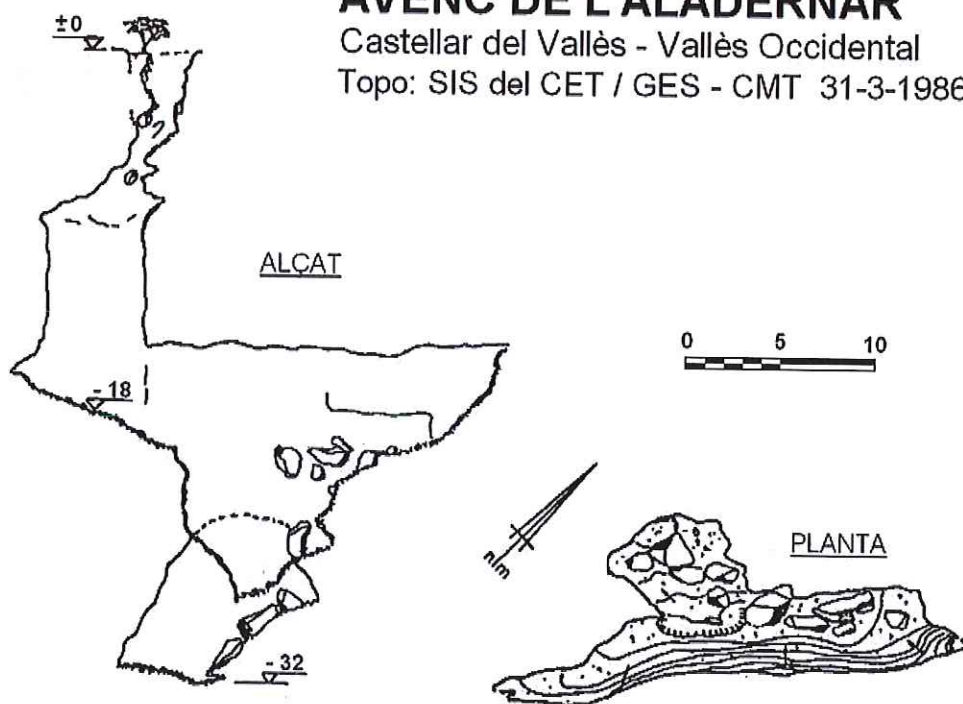 AVENC DE L'ALADERNAR
Castellar del Vallès - Vallès Occidental
Topo: SIS del CET / GES - CMT 31-3-1986
±0
ALÇAT
0 5 10
- 18
n m
PLANTA
- 32